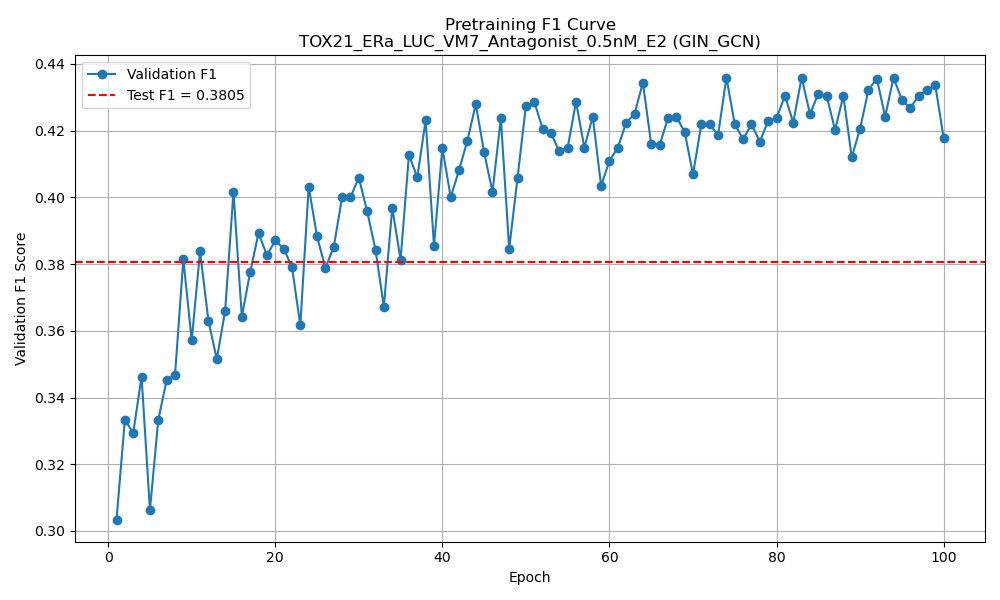 Pretraining F1 Curve
TOX21_ERa_LUC_VM7_Antagonist_0.5nM_E2 (GIN_GCN)
Validation F1
Test F1 = 0.3805
Validation F1 Score
0.44
0.42
0.40
0.38
0.36
0.34
0.32
0.30
0 20 40 60 80 100
Epoch